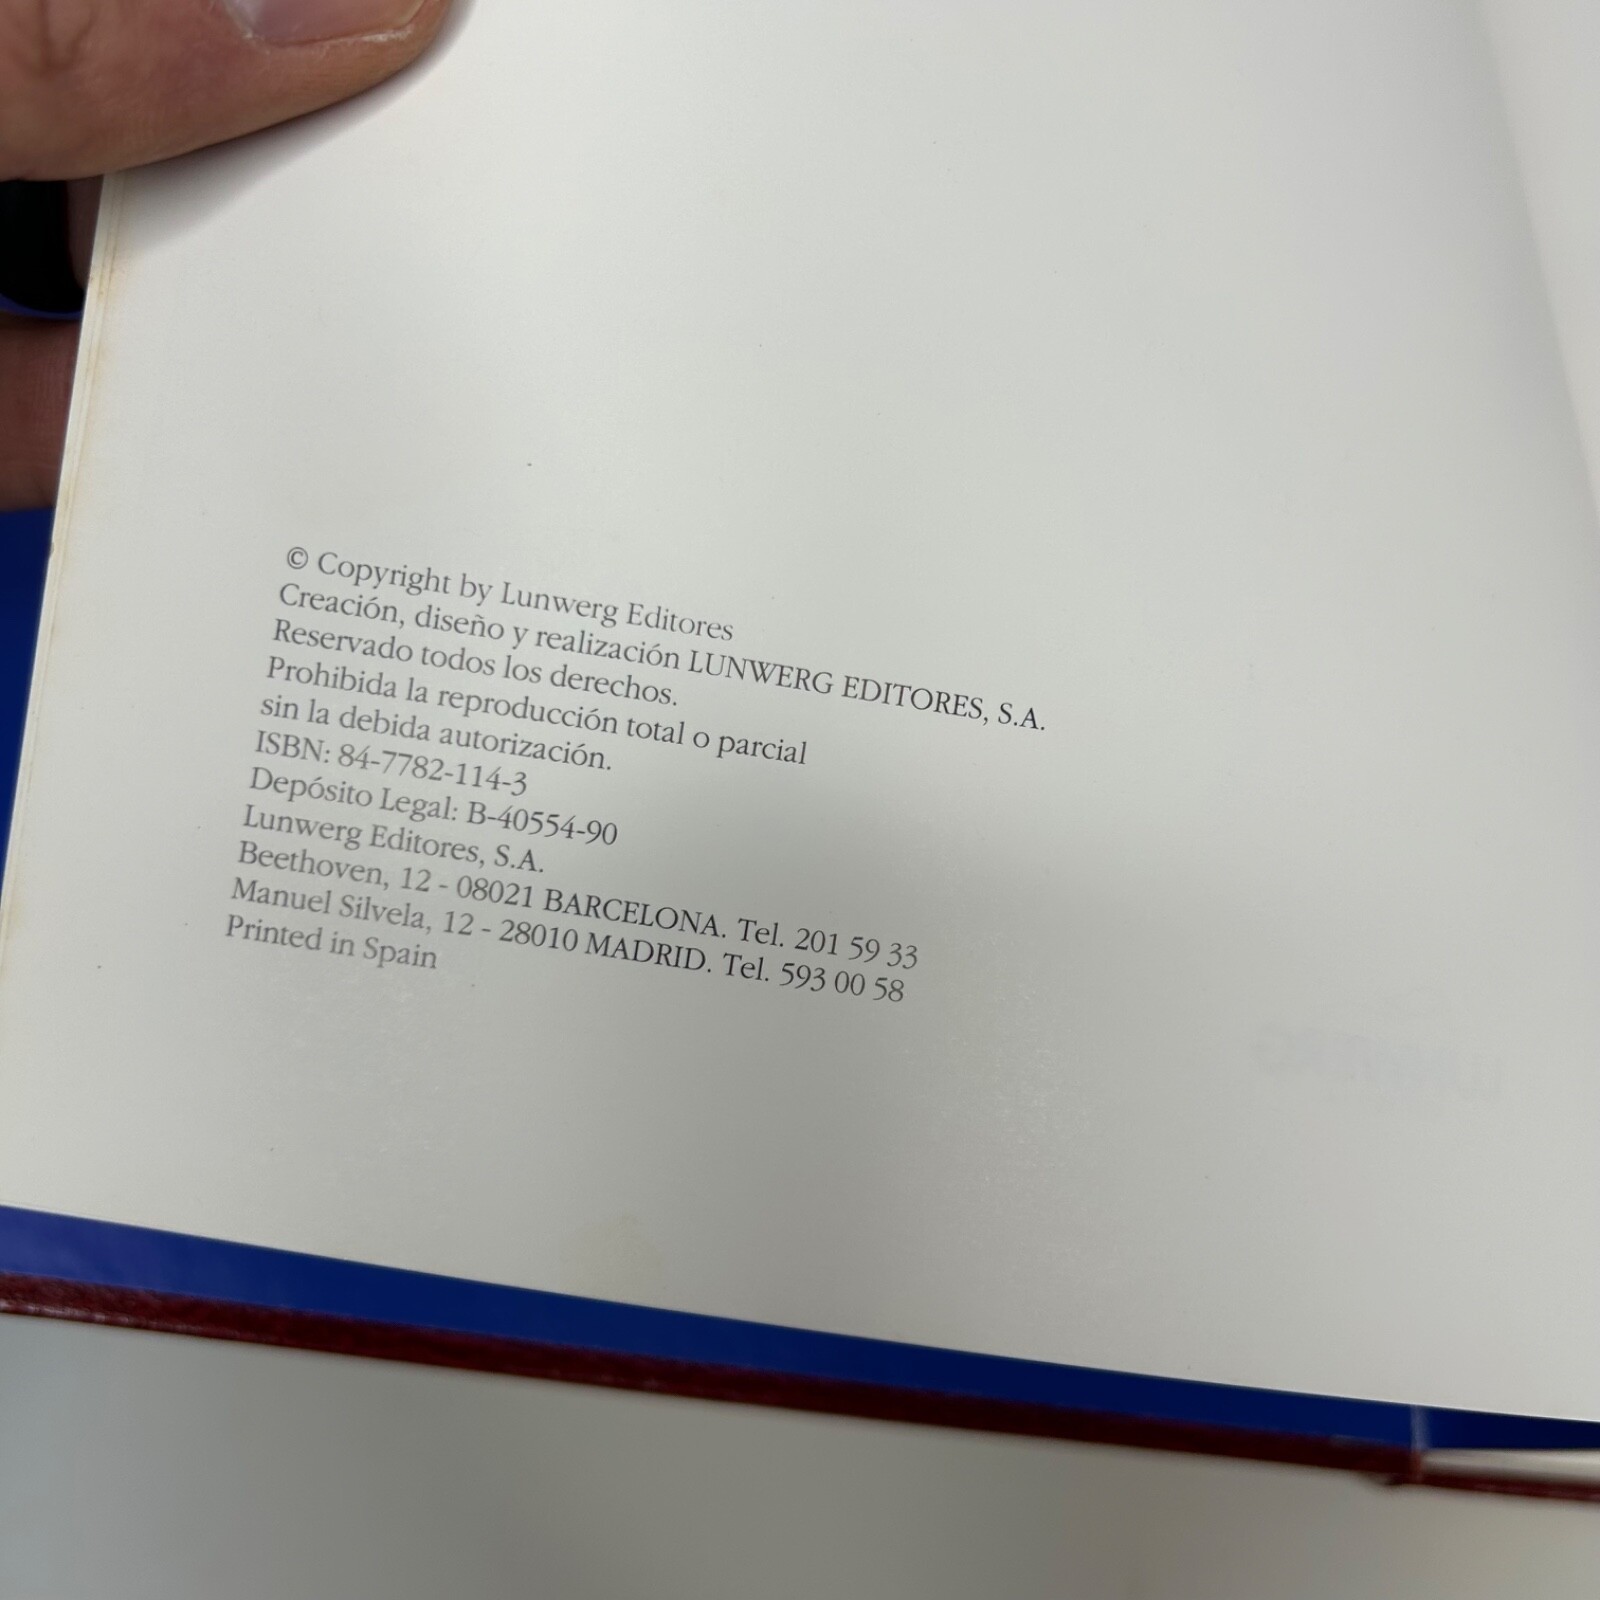 © Copyright by Lunwerg Editores
Creación, diseño y realización LUNWERG EDITORES, S.A.
Reservado todos los derechos.
Prohibida la reproducción total o parcial
sin la debida autorización.
ISBN: 84-7782-114-3
Depósito Legal: B-40554-90
Lunwerg Editores, S.A.
Beethoven, 12 - 08021 BARCELONA. Tel. 201 59 33
Manuel Silvela, 12 - 28010 MADRID. Tel. 593 00 58
Printed in Spain